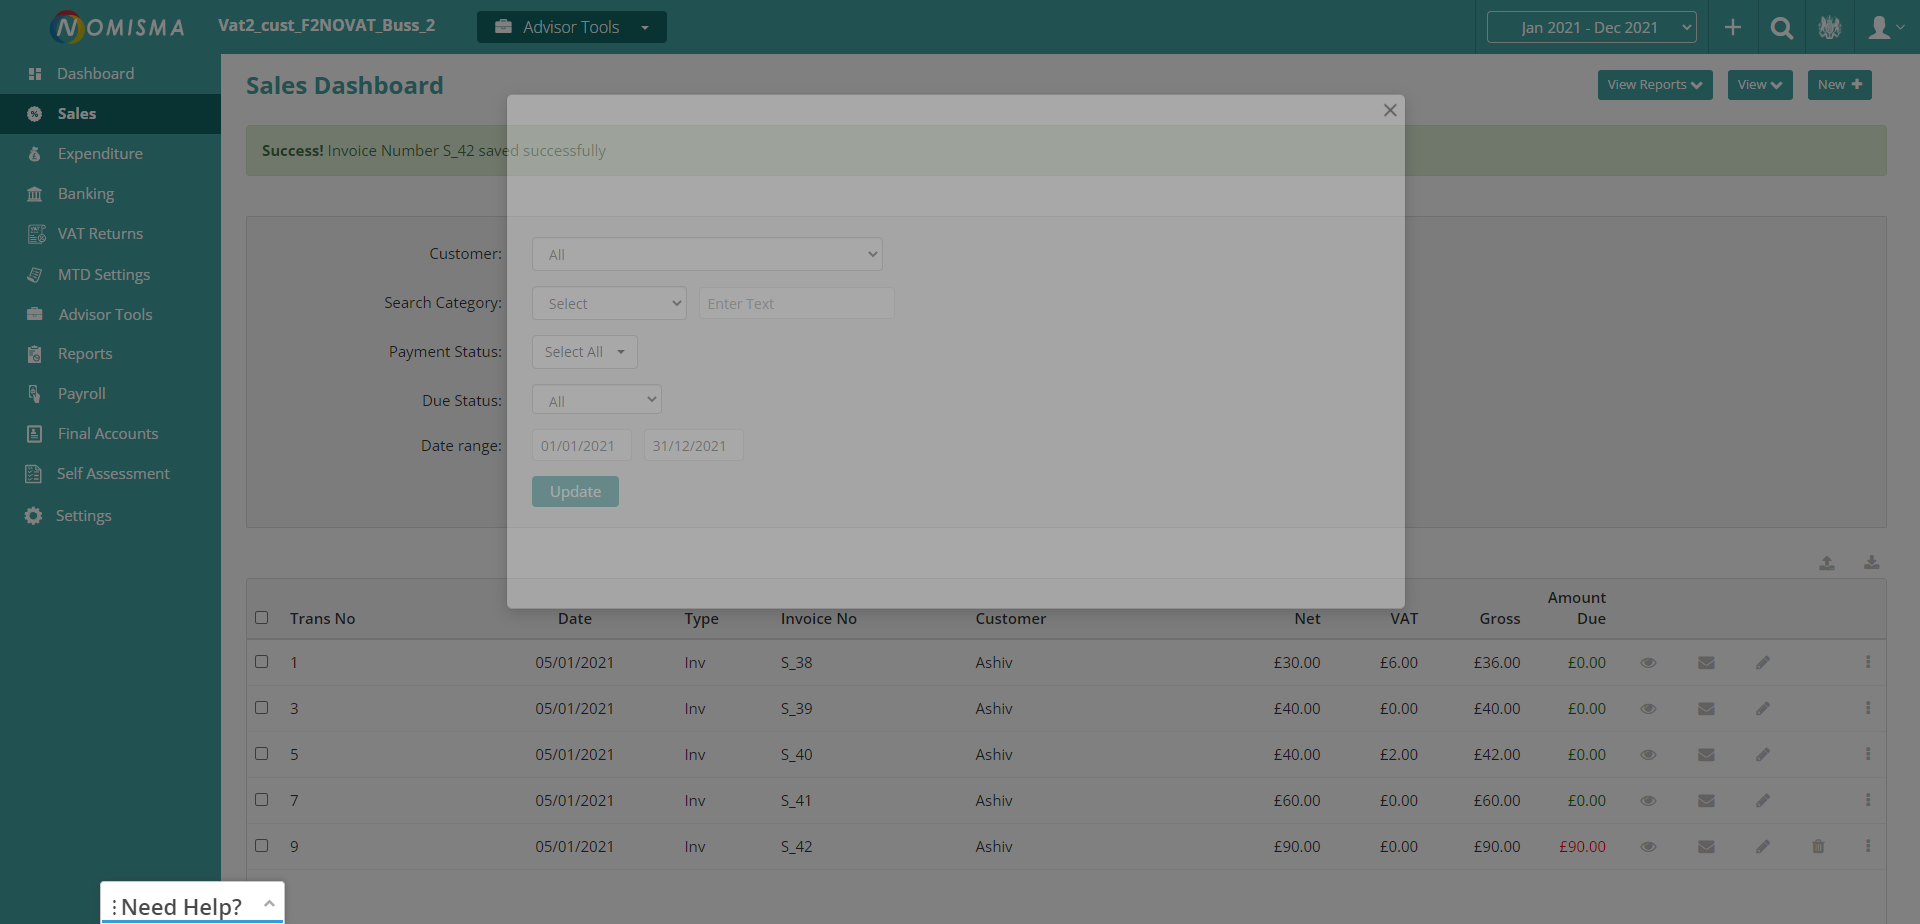 NOMISMA Vat2_cust_F2NOVAT_Buss_2 Advisor Tools Jan 2021 - Dec 2021
Dashboard
Sales
Expenditure
Banking
VAT Returns
MTD Settings
Advisor Tools
Reports
Payroll
Final Accounts
Self Assessment
Settings
Sales Dashboard View Reports View New
Success! Invoice Number S_42 saved successfully
Customer: All
Search Category: Select Enter Text
Payment Status: Select All
Due Status: All
Date range: 01/01/2021 31/12/2021
Update
Trans No Date Type Invoice No Customer Net VAT Gross Amount Due
1 05/01/2021 Inv S_38 Ashiv £30.00 £6.00 £36.00 £0.00
3 05/01/2021 Inv S_39 Ashiv £40.00 £0.00 £40.00 £0.00
5 05/01/2021 Inv S_40 Ashiv £40.00 £2.00 £42.00 £0.00
7 05/01/2021 Inv S_41 Ashiv £60.00 £0.00 £60.00 £0.00
9 05/01/2021 Inv S_42 Ashiv £90.00 £0.00 £90.00 £90.00
Need Help?